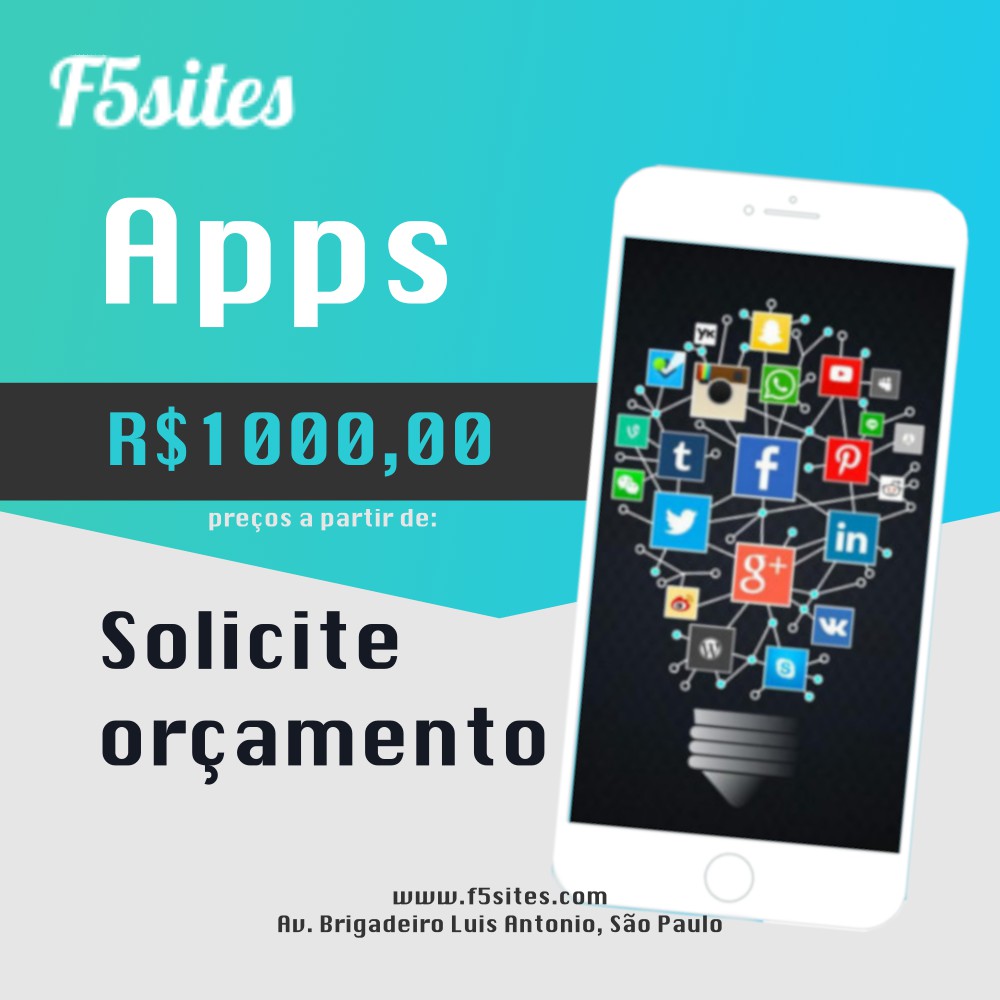 F5sites
Apps
R$1000,00
preços a partir de:
Solicite
orçamento
www.f5sites.com
Av. Brigadeiro Luis Antonio, São Paulo